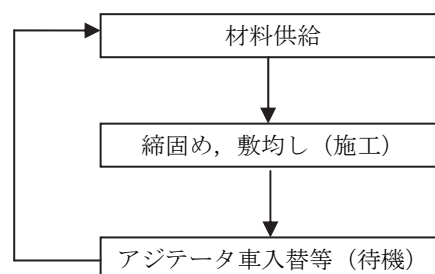 材料供給
締固め，敷均し（施工）
アジテータ車入替等（待機）